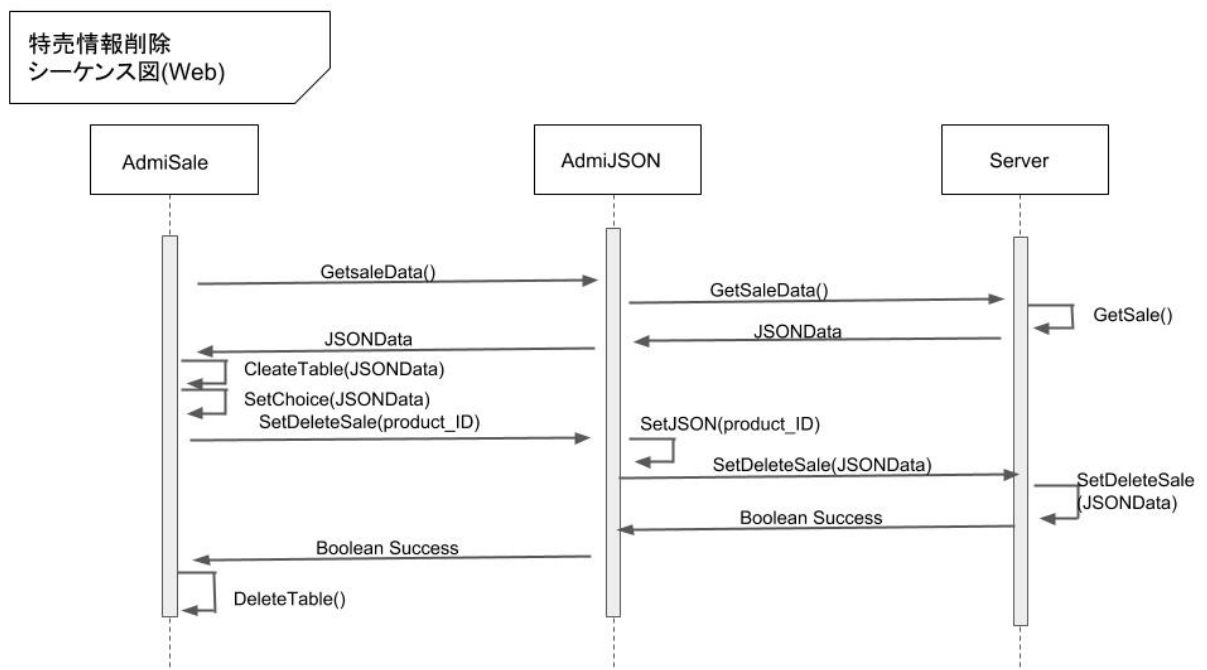 特売情報削除
シーケンス図(Web)
AdmiSale
AdmiJSON
Server
GetsaleData()
GetSaleData()
GetSale()
JSONData
JSONData
CleateTable(JSONData)
SetChoice(JSONData)
SetDeleteSale(product_ID)
SetJSON(product_ID)
SetDeleteSale(JSONData)
SetDeleteSale
(JSONData)
Boolean Success
Boolean Success
DeleteTable()